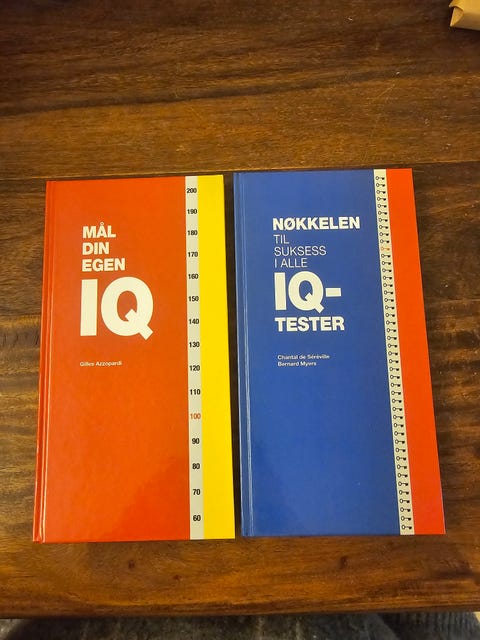 MÅL
DIN
EGEN
IQ
Gilles Azzopardi
200
190
180
170
160
150
140
130
120
110
100
90
80
70
60
NØKKELEN
TIL
SUKSESS
I ALLE
IQ-
TESTER
Chantal de Séréville
Bernard Myers